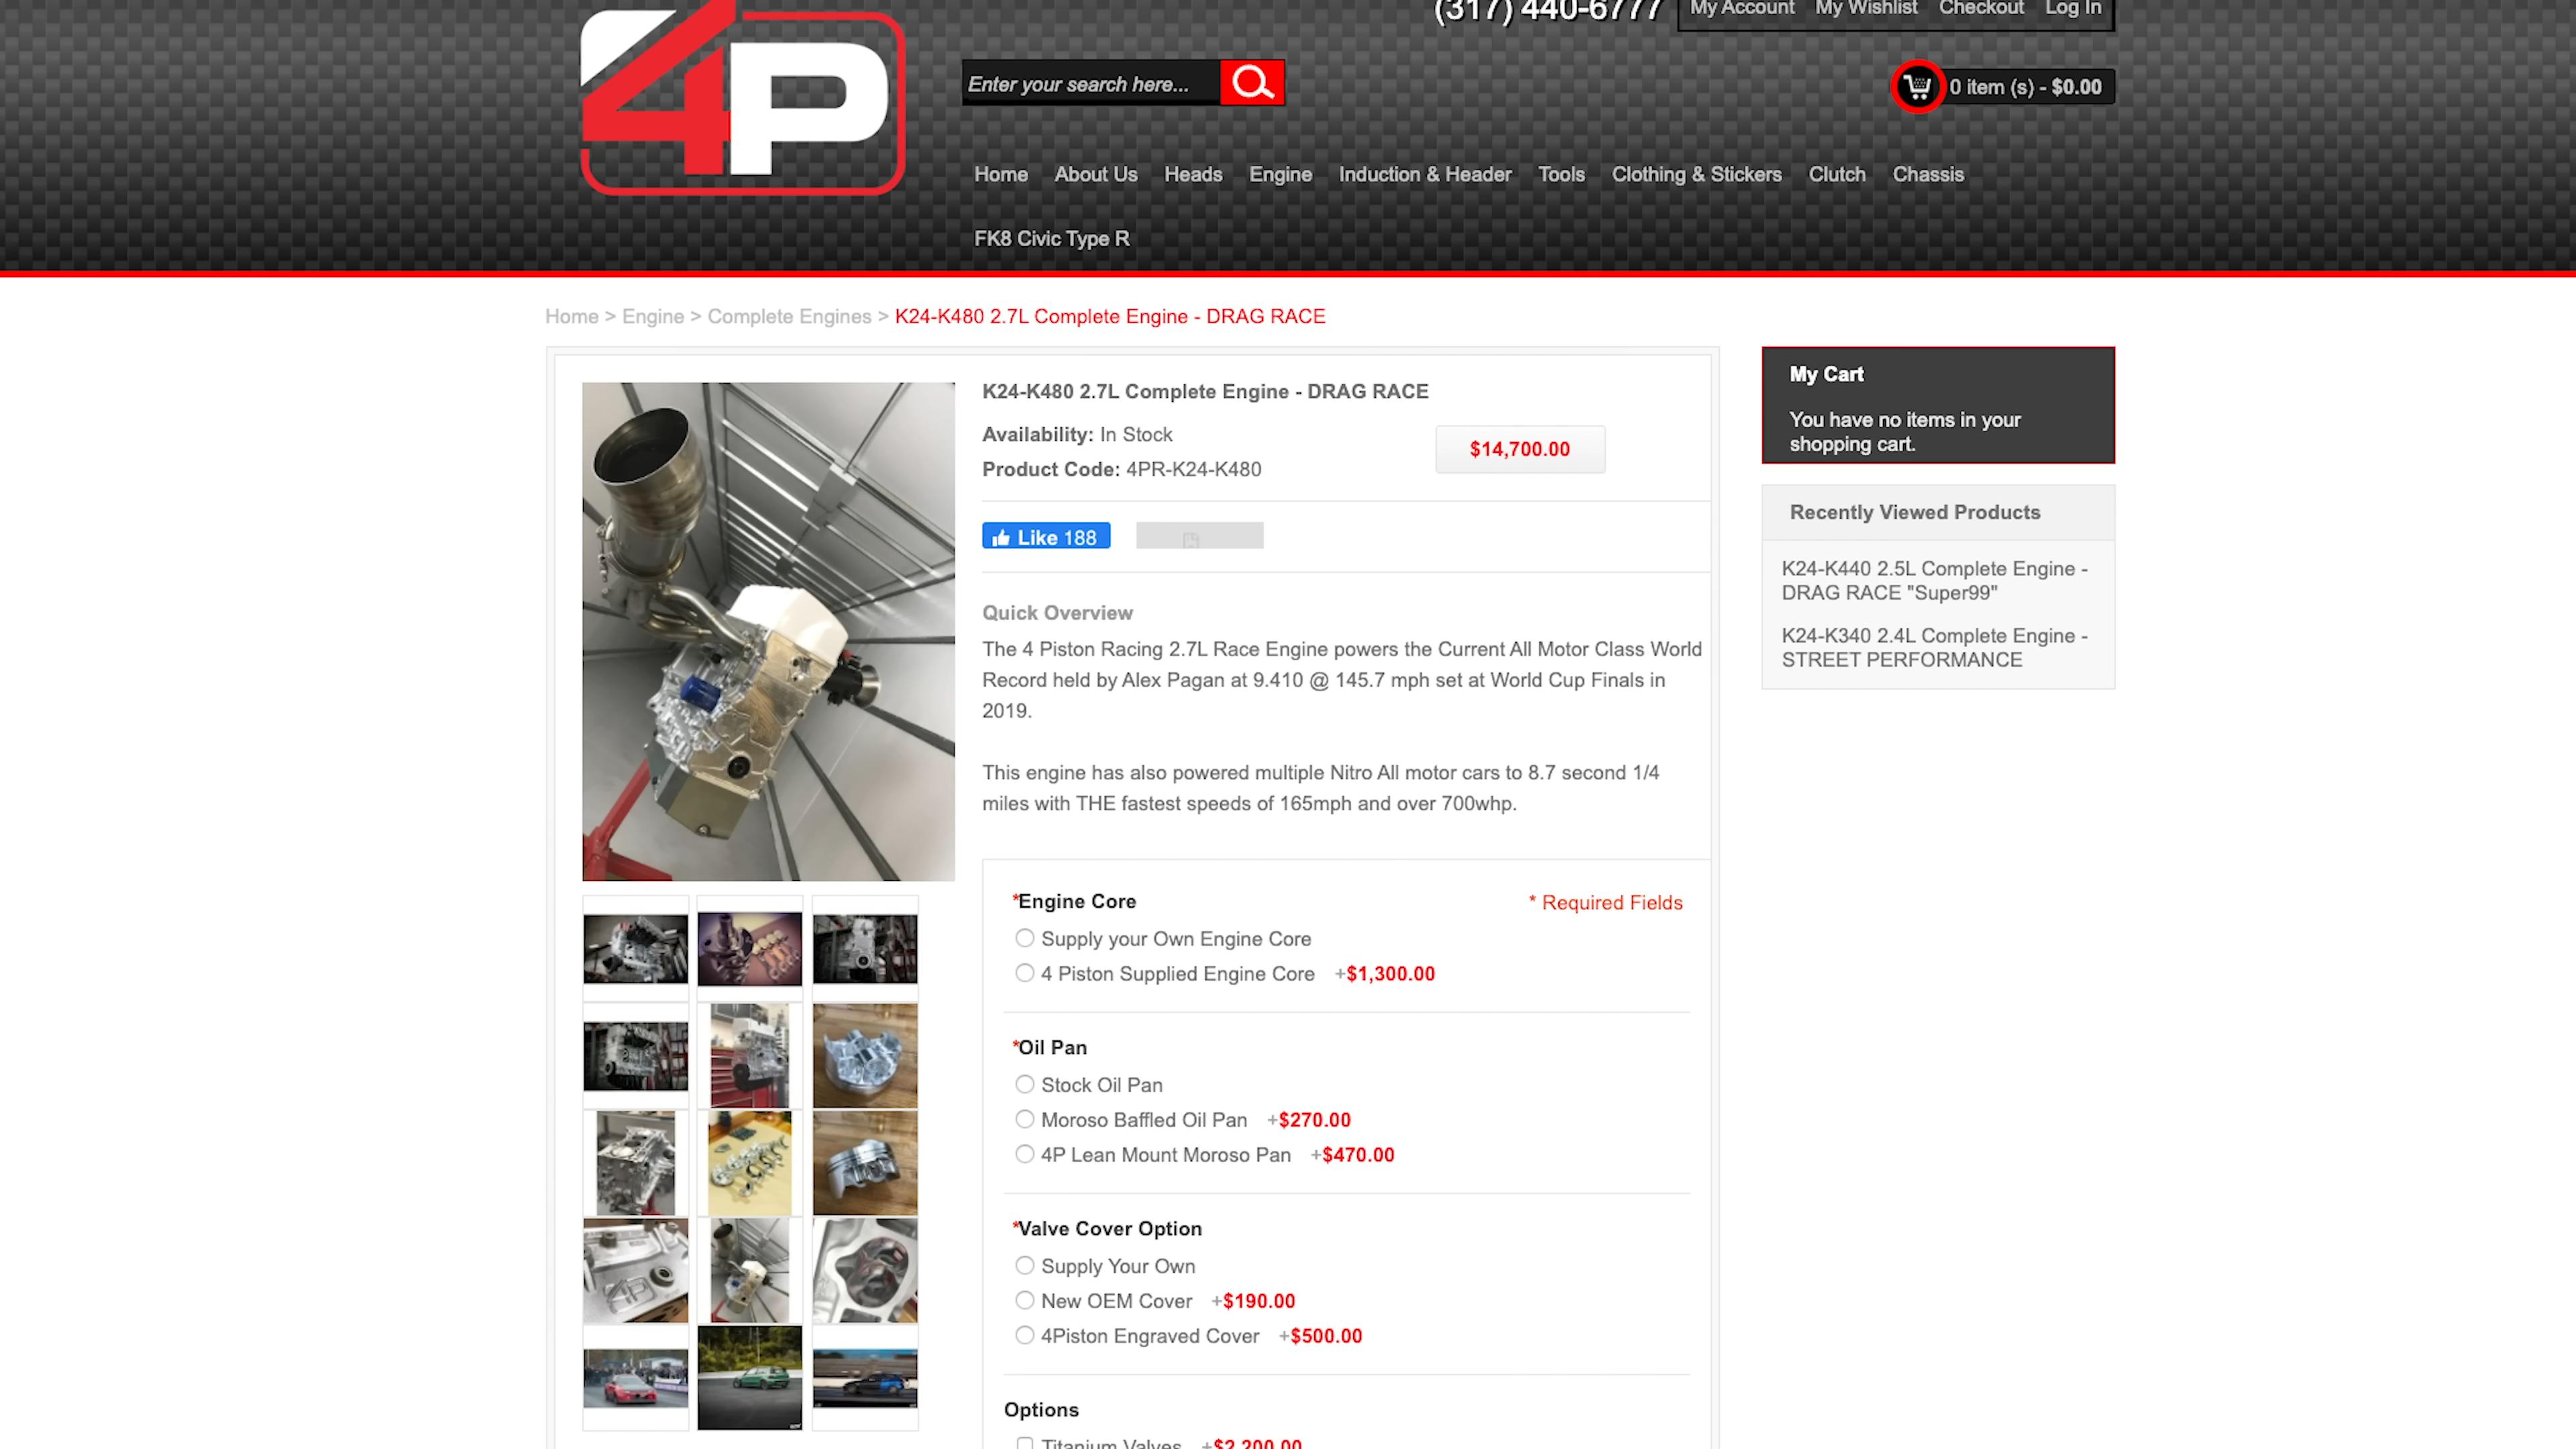 (317) 440-6777
My Account My Wishlist Checkout Log In
4P
Enter your search here...
0 item (s) - $0.00
Home About Us Heads Engine Induction & Header Tools Clothing & Stickers Clutch Chassis
FK8 Civic Type R
Home > Engine > Complete Engines > K24-K480 2.7L Complete Engine - DRAG RACE
K24-K480 2.7L Complete Engine - DRAG RACE
Availability: In Stock
$14,700.00
Product Code: 4PR-K24-K480
Like 188
Quick Overview
The 4 Piston Racing 2.7L Race Engine powers the Current All Motor Class World
Record held by Alex Pagan at 9.410 @ 145.7 mph set at World Cup Finals in
2019.
This engine has also powered multiple Nitro All motor cars to 8.7 second 1/4
miles with THE fastest speeds of 165mph and over 700whp.
*Engine Core
* Required Fields
Supply your Own Engine Core
4 Piston Supplied Engine Core +$1,300.00
*Oil Pan
Stock Oil Pan
Moroso Baffled Oil Pan +$270.00
4P Lean Mount Moroso Pan +$470.00
*Valve Cover Option
Supply Your Own
New OEM Cover +$190.00
4Piston Engraved Cover +$500.00
Options
Titanium Valves +$2,200.00
My Cart
You have no items in your
shopping cart.
Recently Viewed Products
K24-K440 2.5L Complete Engine -
DRAG RACE "Super99"
K24-K340 2.4L Complete Engine -
STREET PERFORMANCE